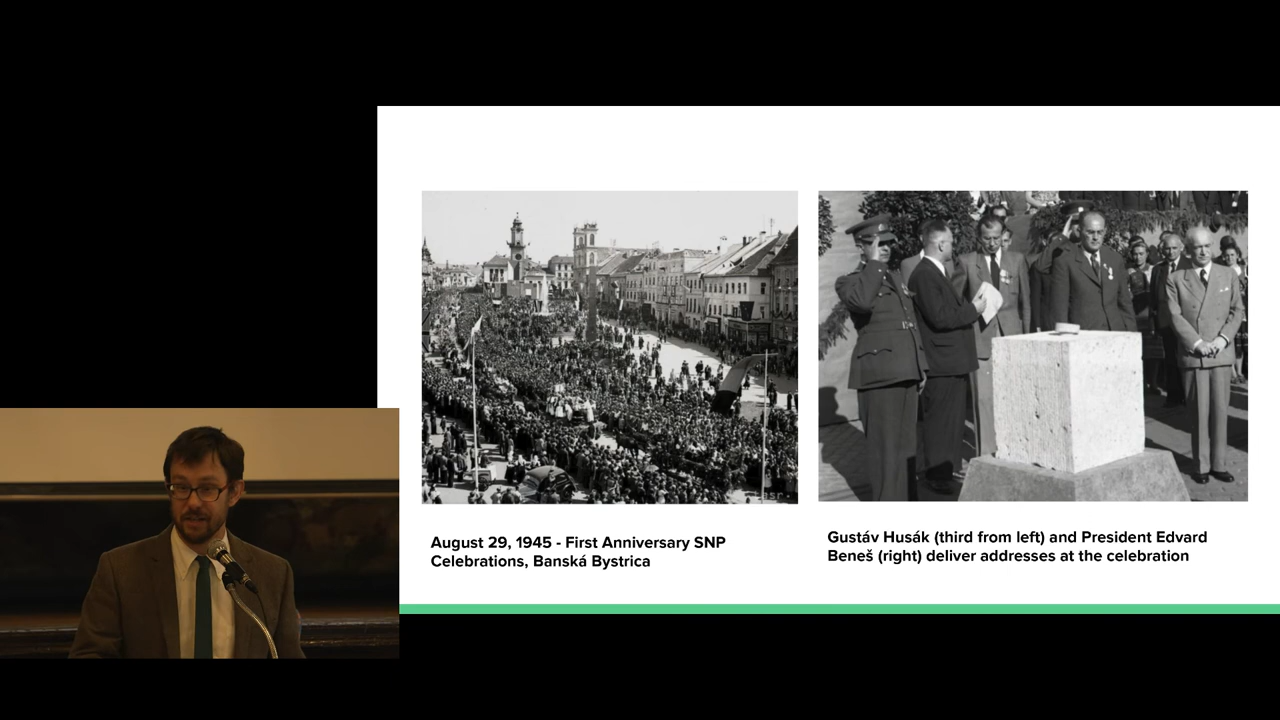 August 29, 1945 - First Anniversary SNP
Celebrations, Banská Bystrica
Gustáv Husák (third from left) and President Edvard
Beneš (right) deliver addresses at the celebration